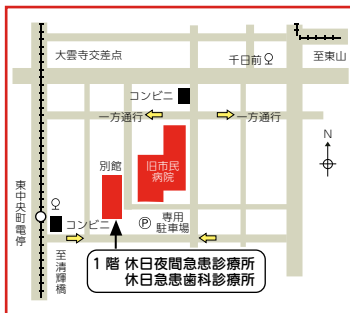 大雲寺交差点
千日前
至東山
コンビニ
一方通行
一方通行
N
別館
旧市民
病院
東中央町電停
コンビニ
P
専用
駐車場
至清輝橋
1階 休日夜間急患診療所
休日急患歯科診療所